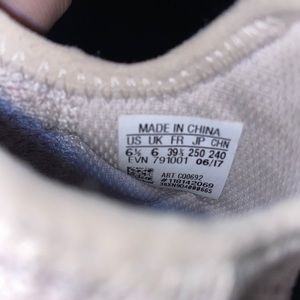 MADE IN CHINA
US UK FR JP CHN
6½ 6 39⅓ 250 240
EVN 791001 06/17
ART CQ0692
#118142069